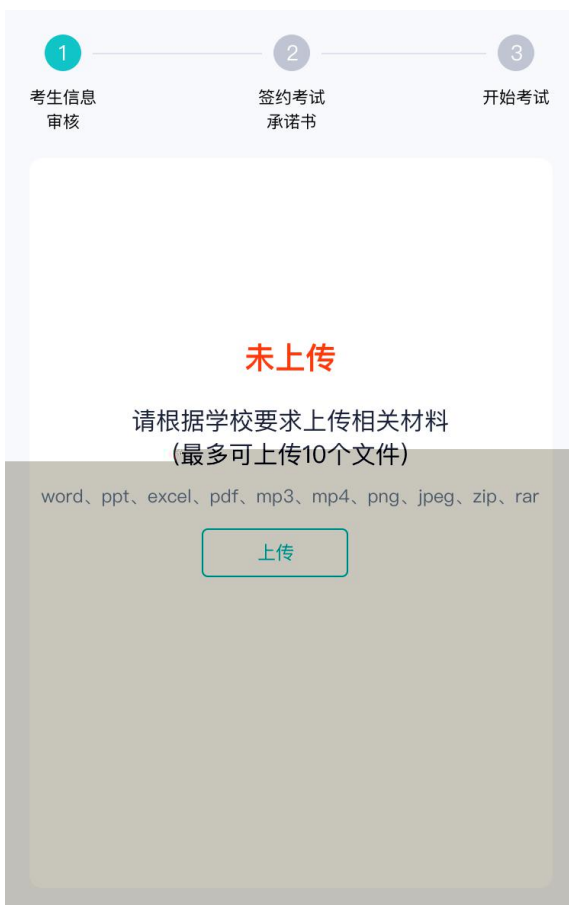 1
2
3
考生信息
审核
签约考试
承诺书
开始考试
未上传
请根据学校要求上传相关材料
（最多可上传10个文件）
word、ppt、excel、pdf、mp3、mp4、png、jpeg、zip、rar
上传